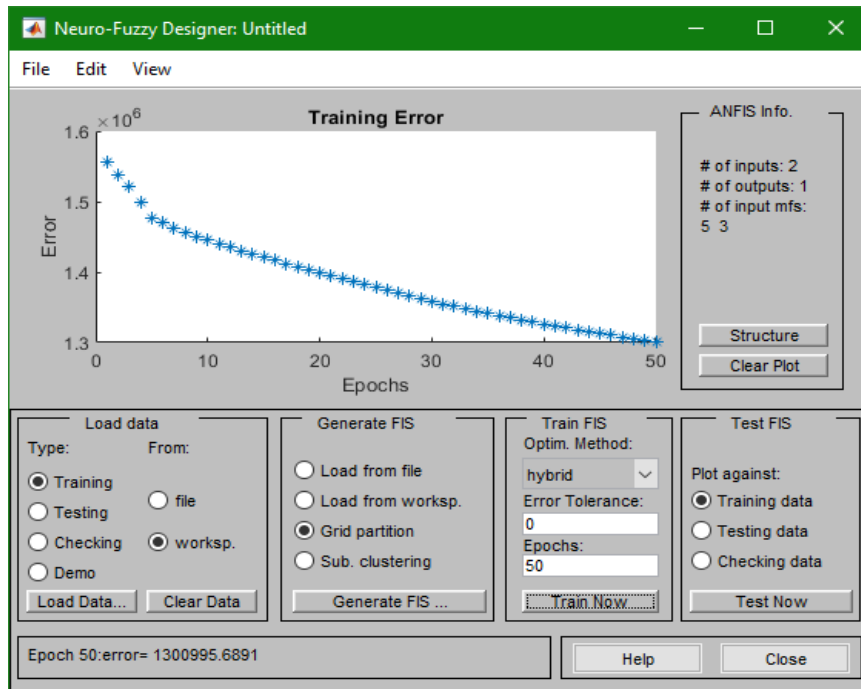 Neuro-Fuzzy Designer: Untitled
File Edit View
Training Error
×10^6
1.6
1.5
1.4
1.3
Error
0 10 20 30 40 50
Epochs
ANFIS Info.
# of inputs: 2
# of outputs: 1
# of input mfs:
5 3
Structure
Clear Plot
Load data
Type: From:
Training
Testing
Checking
Demo
file
worksp.
Load Data...
Clear Data
Generate FIS
Load from file
Load from worksp.
Grid partition
Sub. clustering
Generate FIS ...
Train FIS
Optim. Method:
hybrid
Error Tolerance:
0
Epochs:
50
Train Now
Test FIS
Plot against:
Training data
Testing data
Checking data
Test Now
Epoch 50:error= 1300995.6891
Help
Close